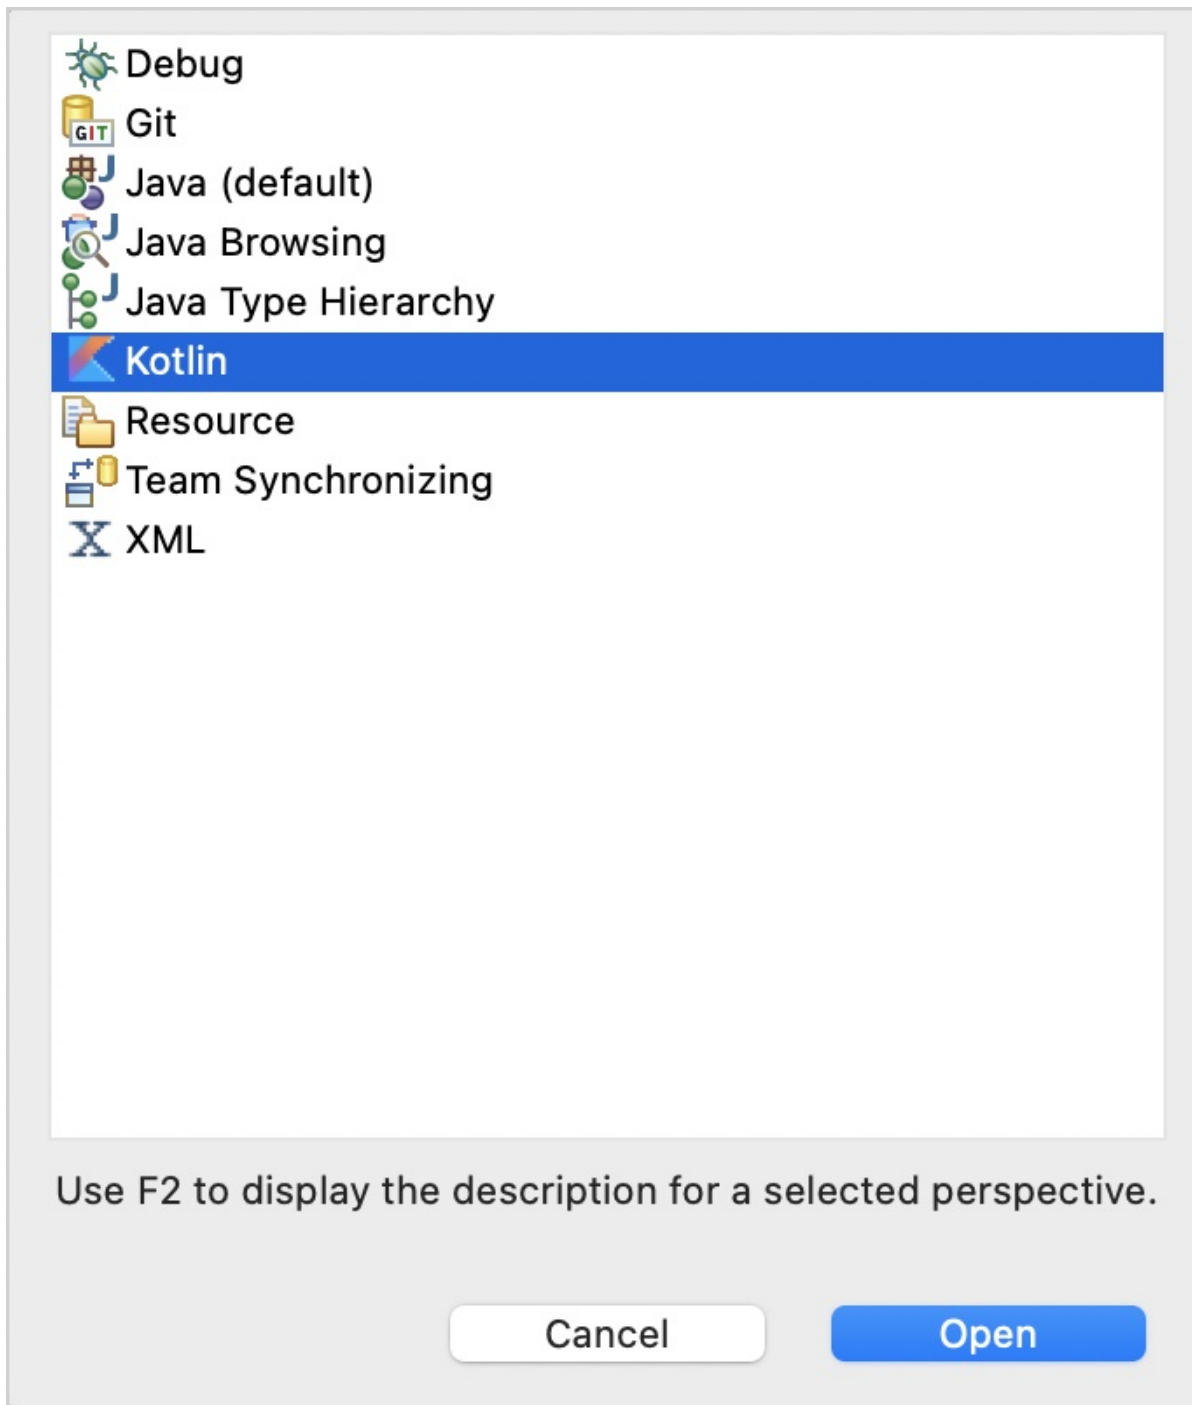 Debug
GIT Git
Java (default)
Java Browsing
Java Type Hierarchy
Kotlin
Resource
Team Synchronizing
XML
Use F2 to display the description for a selected perspective.
Cancel
Open